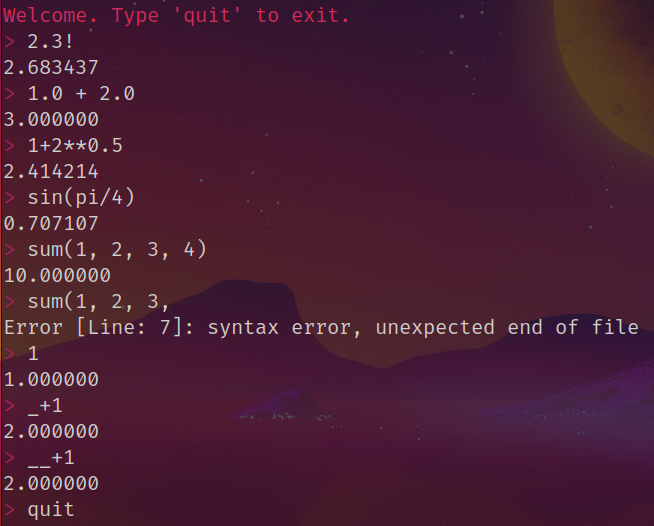 Welcome. Type 'quit' to exit.
> 2.3!
2.683437
> 1.0 + 2.0
3.000000
> 1+2**0.5
2.414214
> sin(pi/4)
0.707107
> sum(1, 2, 3, 4)
10.000000
> sum(1, 2, 3,
Error [Line: 7]: syntax error, unexpected end of file
> 1
1.000000
> _+1
2.000000
> __+1
2.000000
> quit